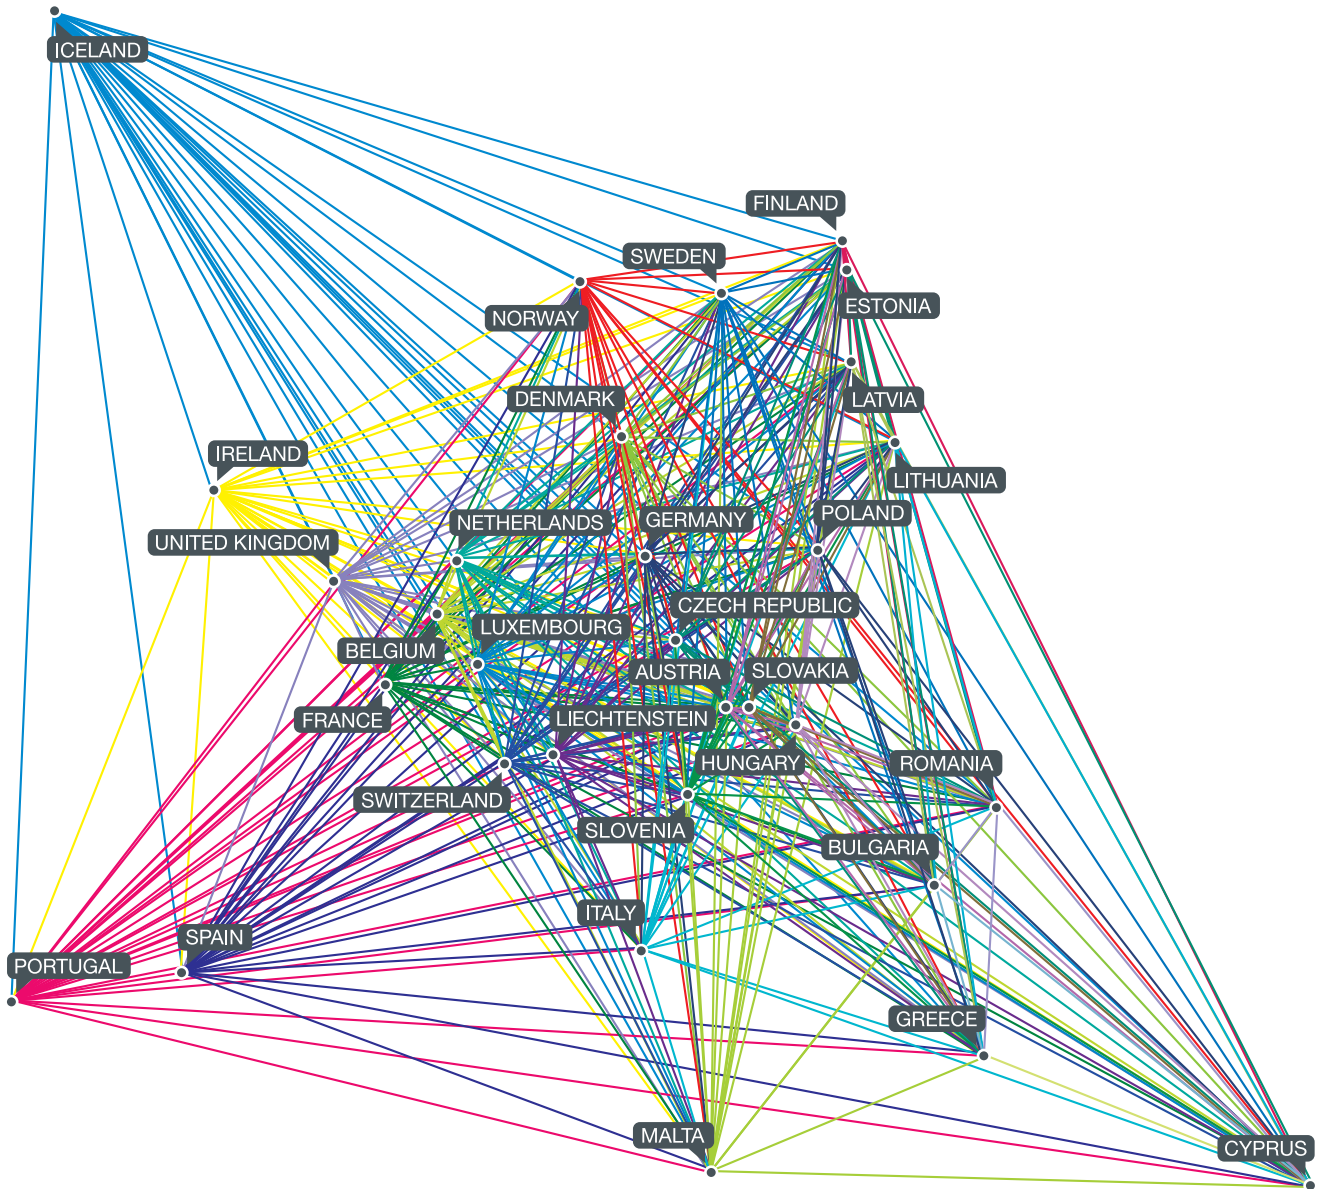 ICELAND
FINLAND
SWEDEN
ESTONIA
NORWAY
DENMARK
LATVIA
IRELAND
LITHUANIA
NETHERLANDS
GERMANY
POLAND
UNITED KINGDOM
CZECH REPUBLIC
LUXEMBOURG
BELGIUM
AUSTRIA
SLOVAKIA
FRANCE
LIECHTENSTEIN
HUNGARY
ROMANIA
SWITZERLAND
SLOVENIA
BULGARIA
ITALY
SPAIN
PORTUGAL
GREECE
MALTA
CYPRUS